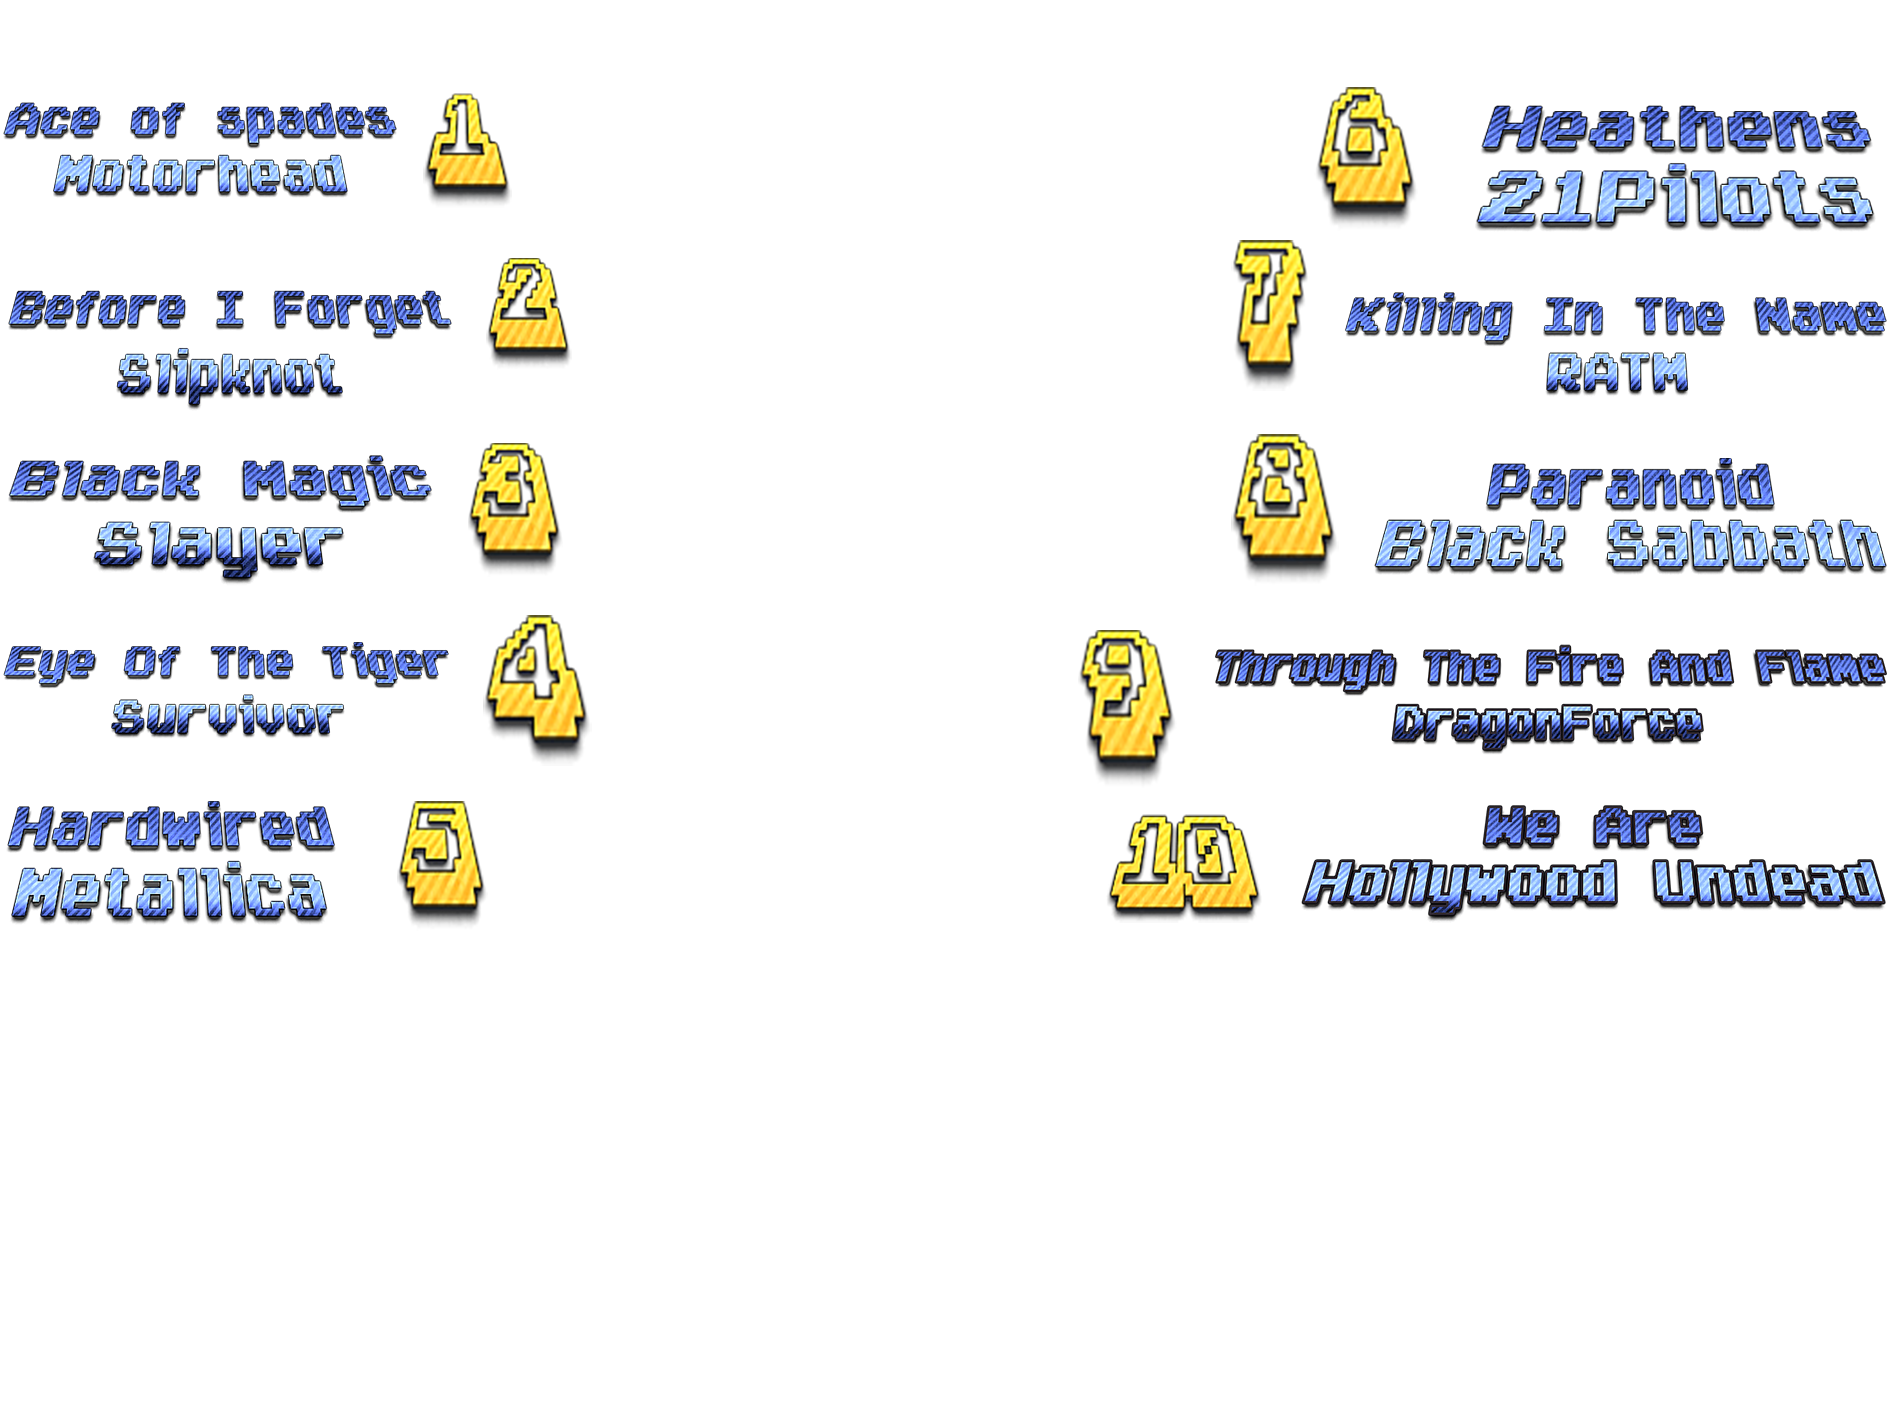 Ace of spades
Motorhead
1
Before I Forget
Slipknot
2
Black Magic
Slayer
3
Eye Of The Tiger
Survivor
4
Hardwired
Metallica
5
6
Heathens
21Pilots
7
Killing In The Name
RATM
8
Paranoid
Black Sabbath
9
Through The Fire And Flame
DragonForce
10
We Are
Hollywood Undead